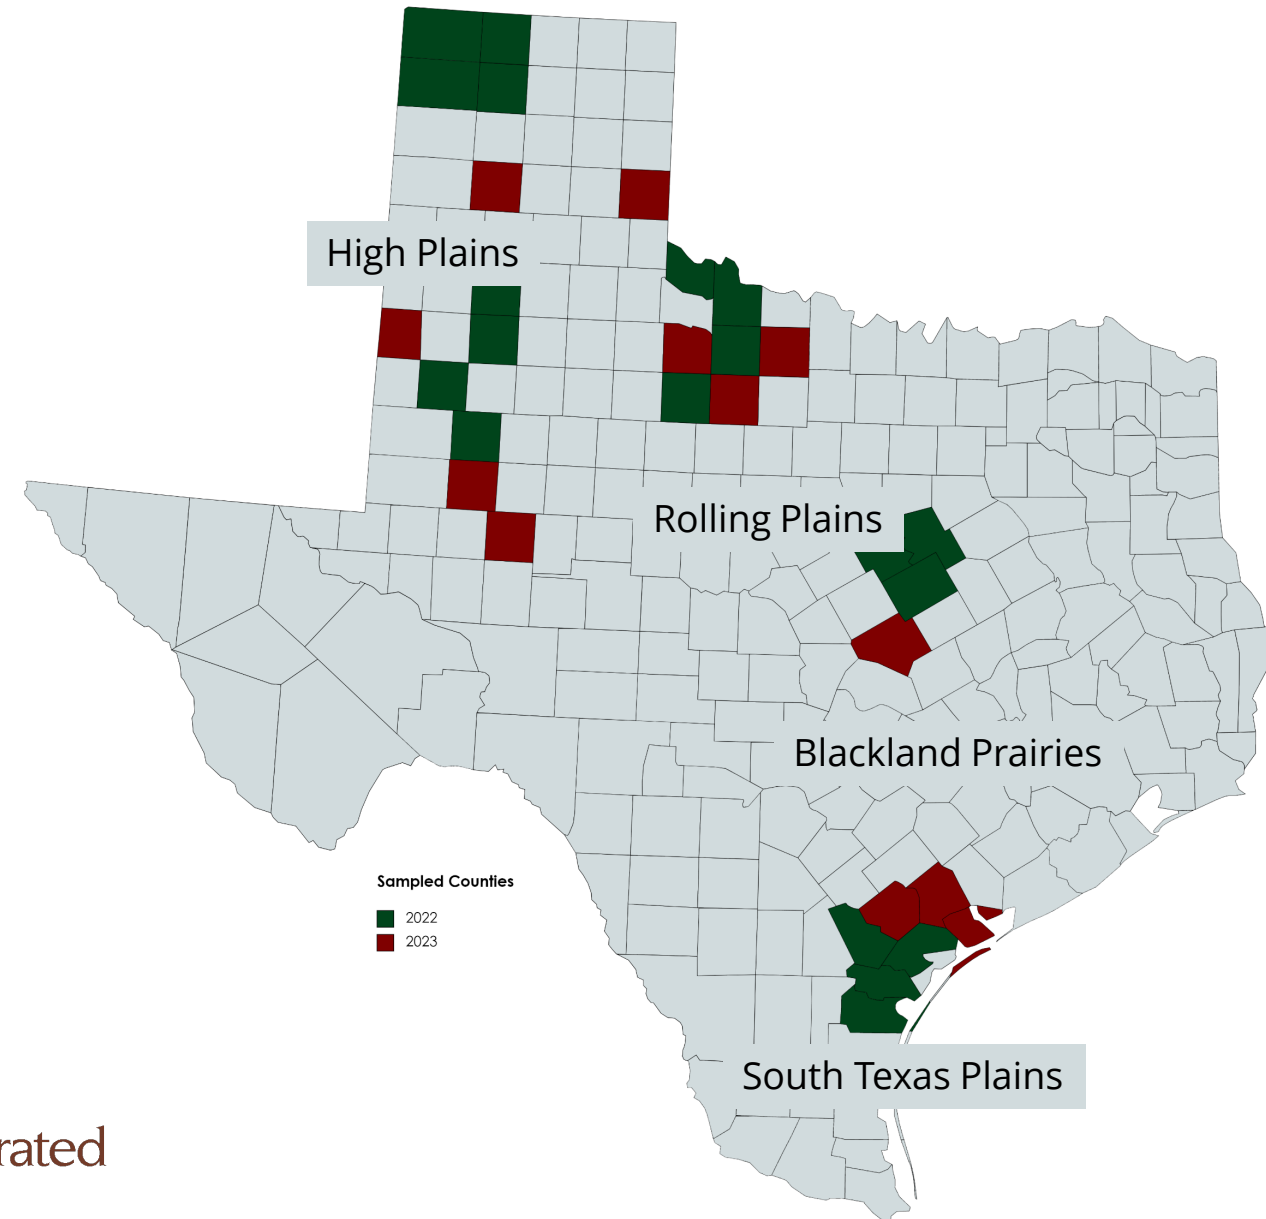 High Plains
Rolling Plains
Blackland Prairies
Sampled Counties
2022
2023
South Texas Plains
rated